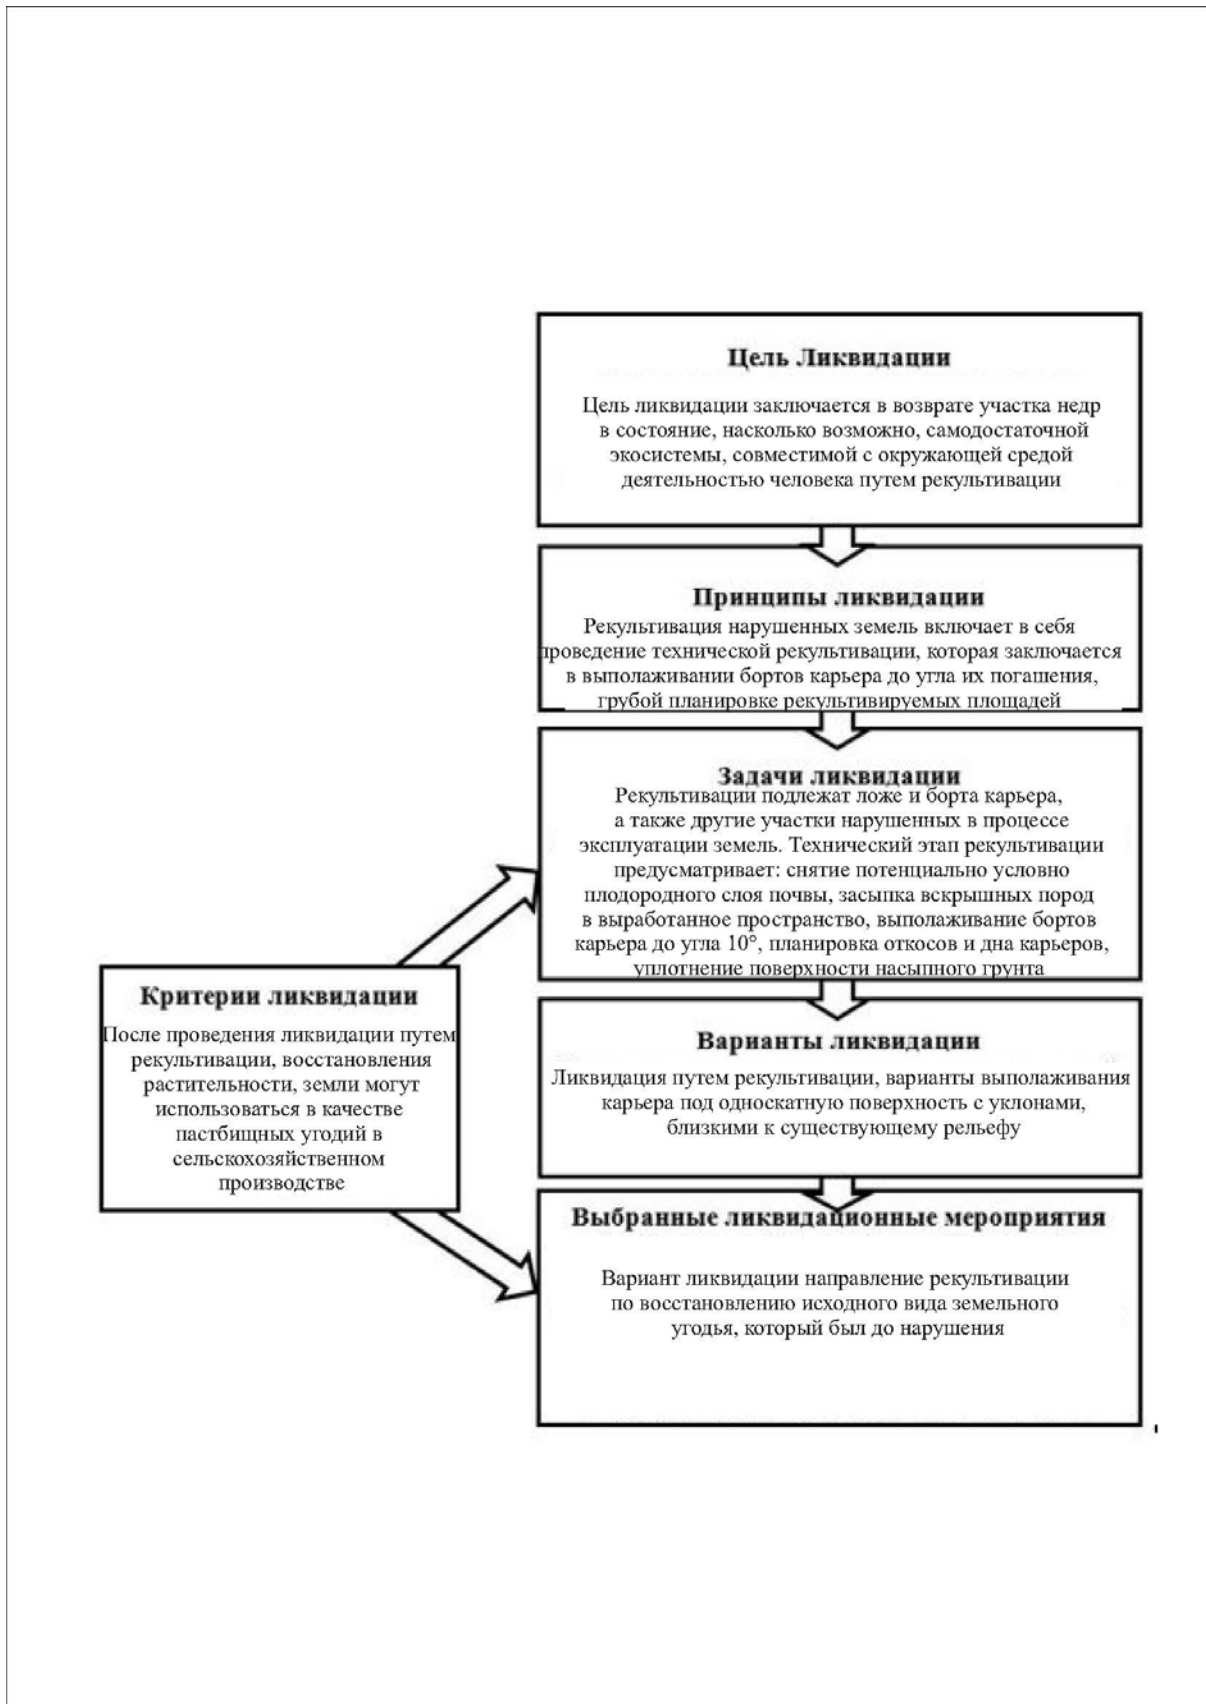 Цель Ликвидации
Цель ликвидации заключается в возврате участка недр
в состояние, насколько возможно, самодостаточной
экосистемы, совместимой с окружающей средой
деятельностью человека путем рекультивации
Принципы ликвидации
Рекультивация нарушенных земель включает в себя
проведение технической рекультивации, которая заключается
в выполаживании бортов карьера до угла их погашения,
грубой планировке рекультивируемых площадей
Задачи ликвидации
Рекультивации подлежат ложе и борта карьера,
а также другие участки нарушенных в процессе
эксплуатации земель. Технический этап рекультивации
предусматривает: снятие потенциально условно
плодородного слоя почвы, засыпка вскрышных пород
в выработанное пространство, выполаживание бортов
карьера до угла 10°, планировка откосов и дна карьеров,
уплотнение поверхности насыпного грунта
Критерии ликвидации
После проведения ликвидации путем
рекультивации, восстановления
растительности, земли могут
использоваться в качестве
пастбищных угодий в
сельскохозяйственном
производстве
Варианты ликвидации
Ликвидация путем рекультивации, варианты выполаживания
карьера под односкатную поверхность с уклонами,
близкими к существующему рельефу
Выбранные ликвидационные мероприятия
Вариант ликвидации направление рекультивации
по восстановлению исходного вида земельного
угодья, который был до нарушения